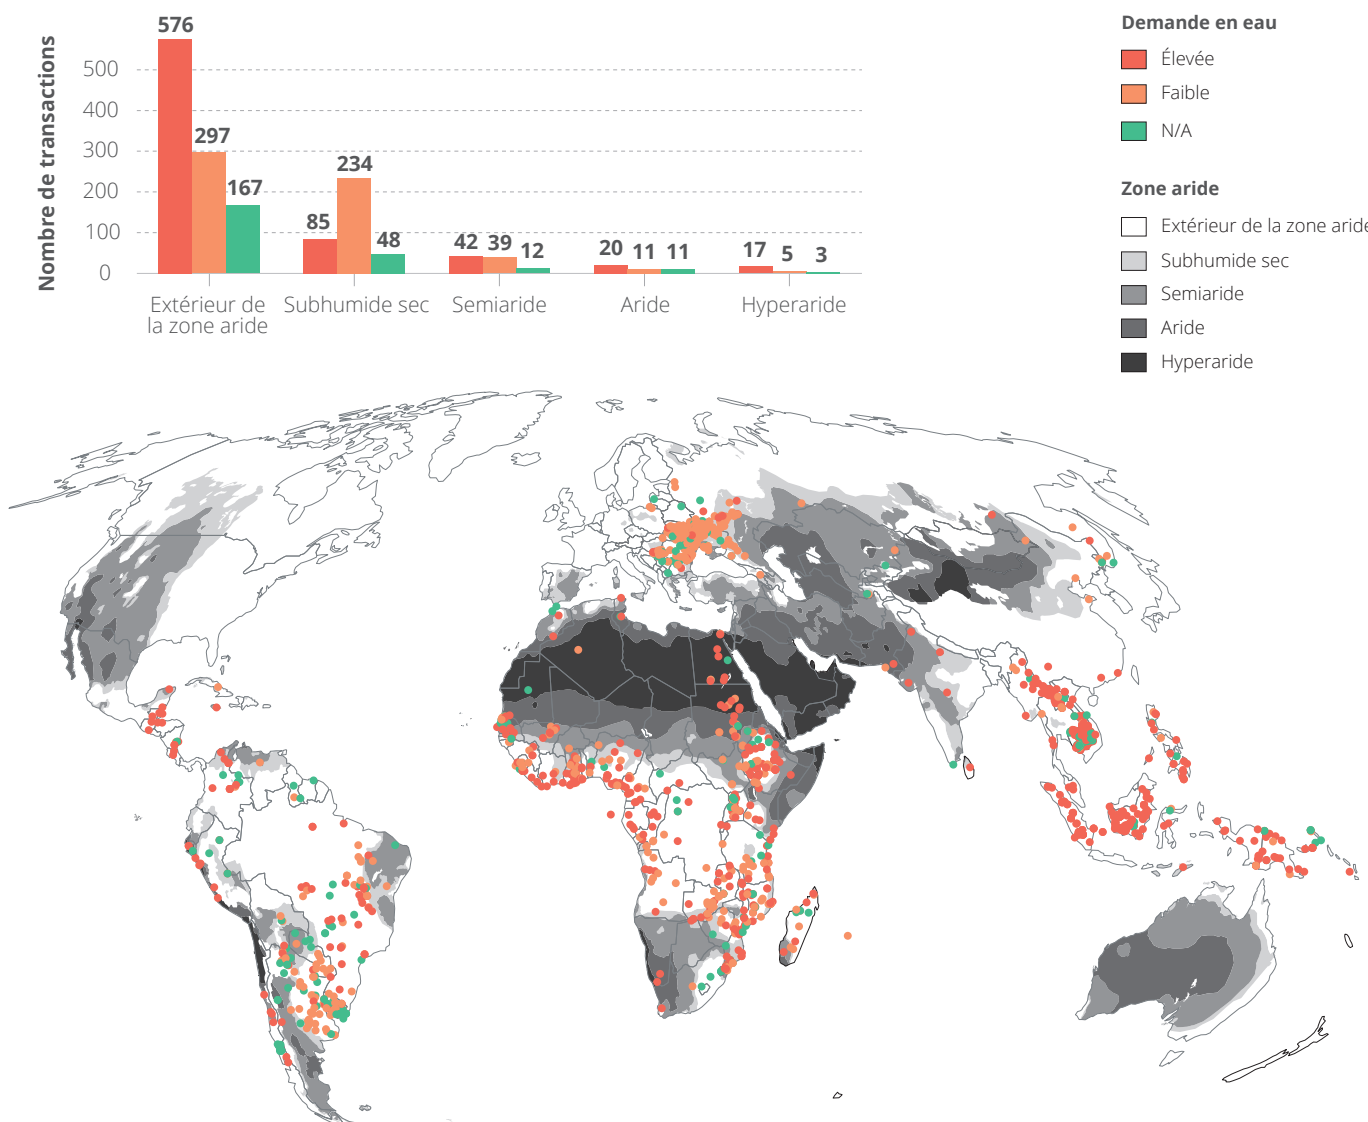 Nombre de transactions
500
400
300
200
100
0
576
297
167
85
234
48
42
39
12
20
11
11
17
5
3
Extérieur de
la zone aride
Subhumide sec
Semiaride
Aride
Hyperaride
Demande en eau
Élevée
Faible
N/A
Zone aride
Extérieur de la zone aride
Subhumide sec
Semiaride
Aride
Hyperaride